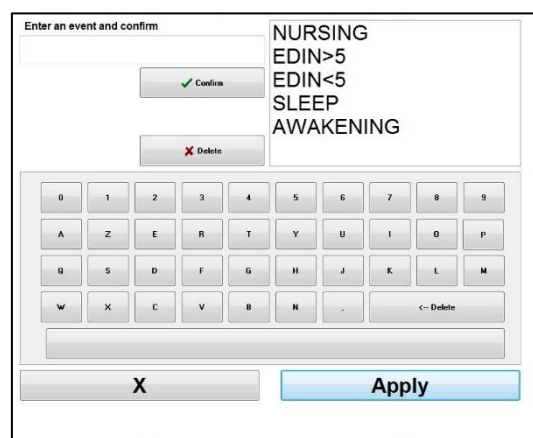 Enter an event and confirm
✓ Confirm
✗ Delete
NURSING
EDIN>5
EDIN<5
SLEEP
AWAKENING
0 1 2 3 4 5 6 7 8 9
A Z E R T Y U I O P
Q S D F G H J K L M
W X C V B N . <-- Delete
X Apply